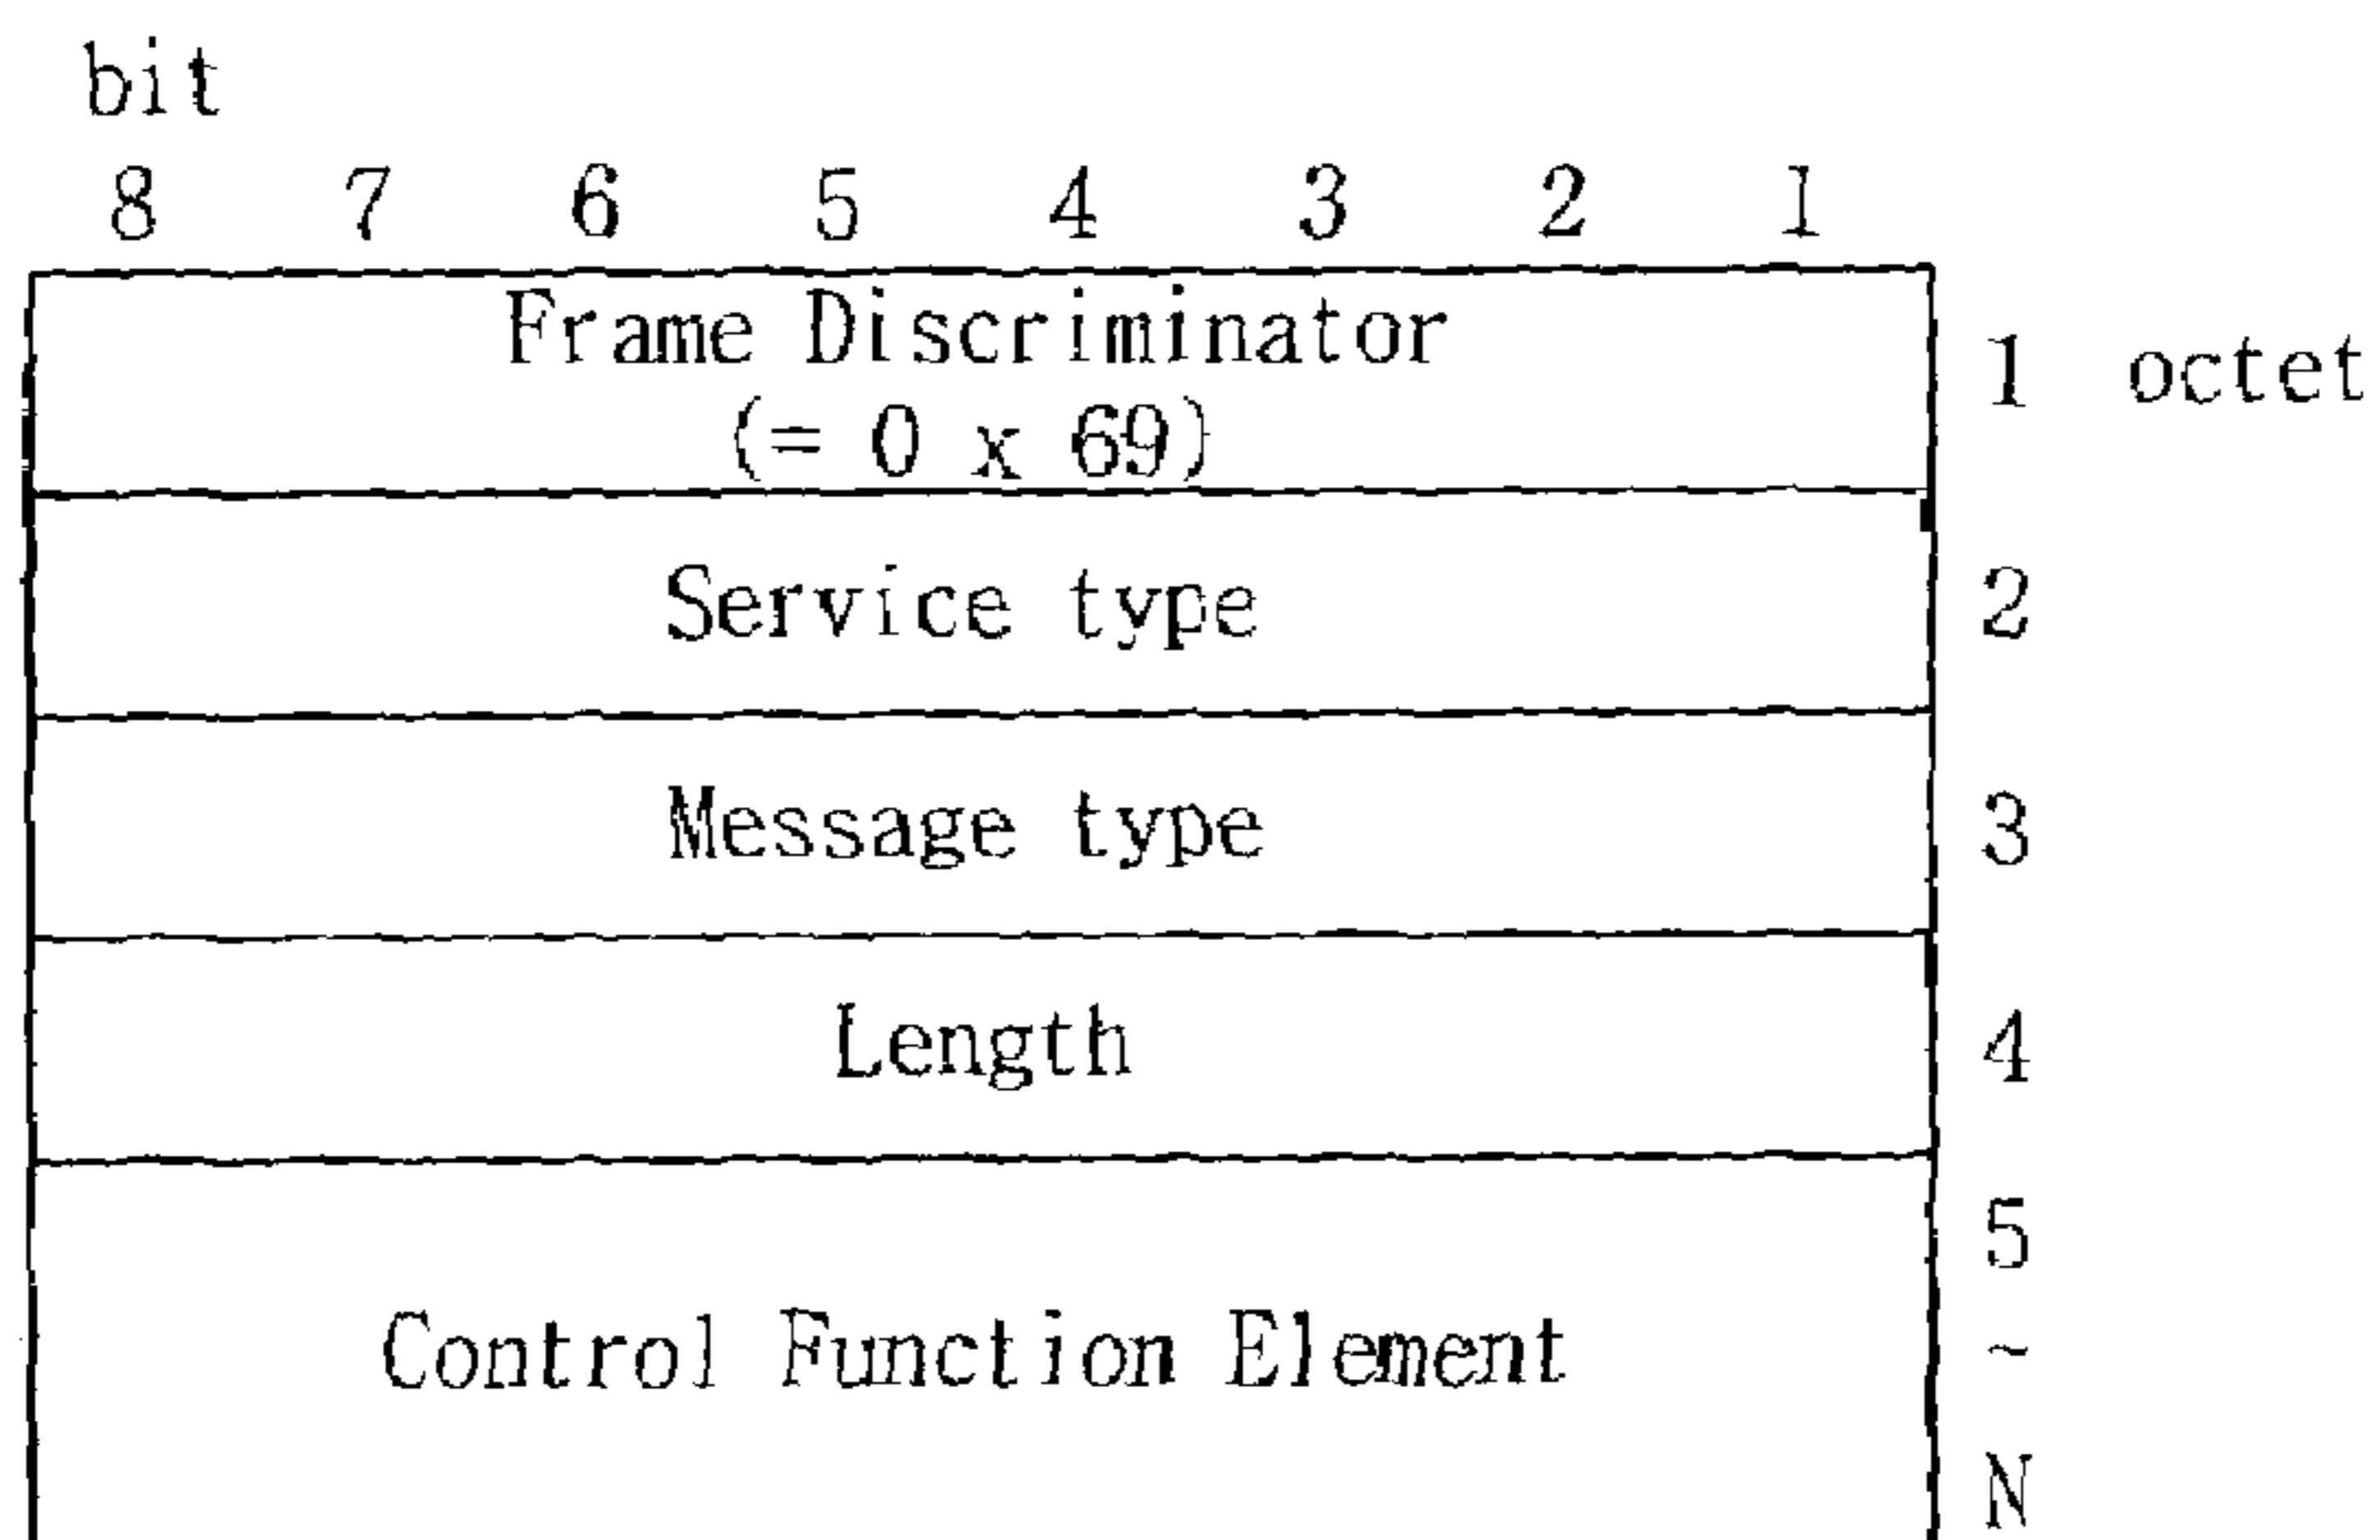 bit
8 7 6 5 4 3 2 1
Frame Discriminator
(= 0 x 69)
1 octet
Service type 2
Message type 3
Length 4
5
Control Function Element ~
N